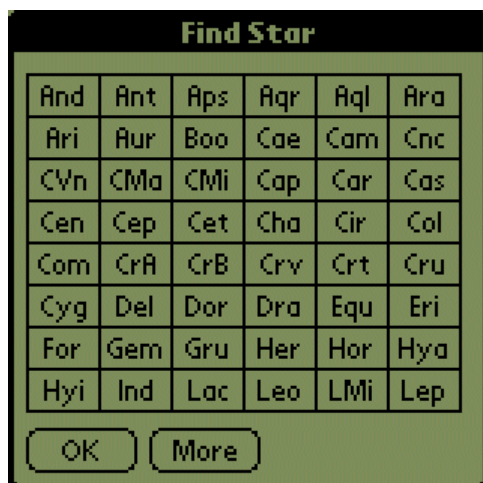 Find Star
And Ant Aps Aqr Aql Ara
Ari Aur Boo Cae Cam Cnc
CVn CMa CMi Cap Car Cas
Cen Cep Cet Cha Cir Col
Com CrA CrB Crv Crt Cru
Cyg Del Dor Dra Equ Eri
For Gem Gru Her Hor Hya
Hyi Ind Lac Leo LMi Lep
OK More